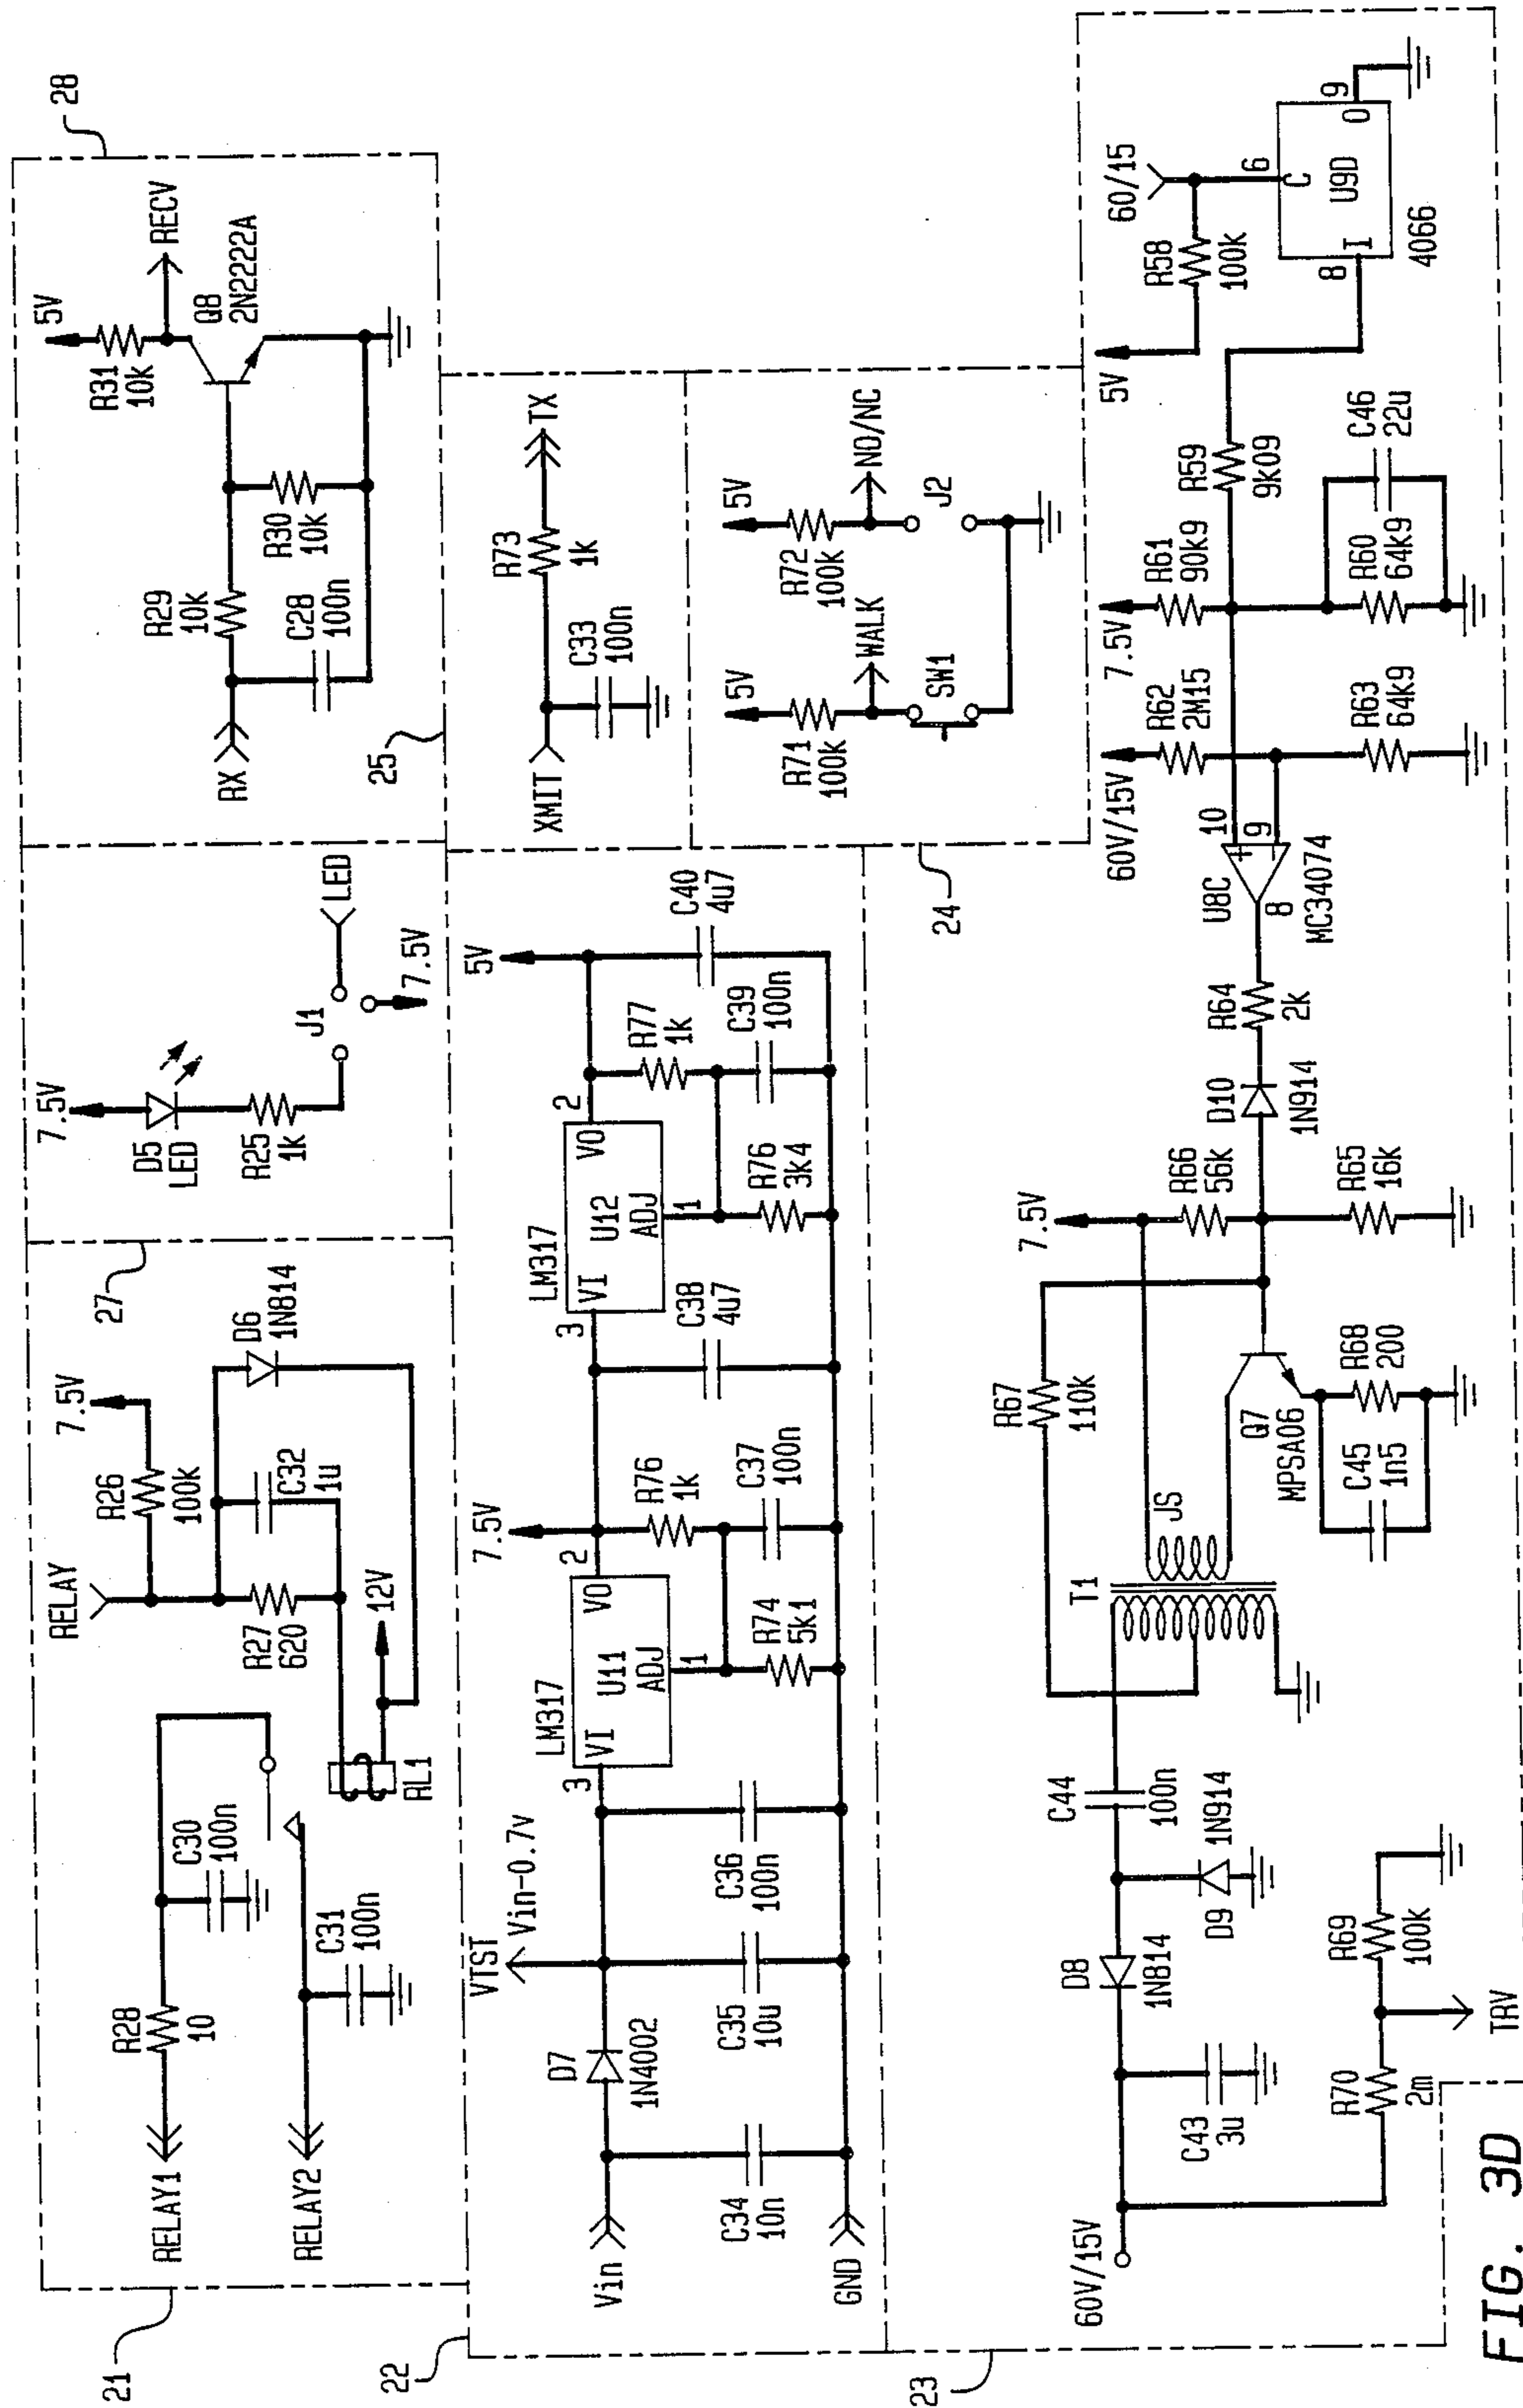 21
RELAY1
R28
10
C30
100n
RELAY2
C31
100n
RELAY
R26
100k
7.5V
R27
620
C32
1u
D6
1N814
12V
RL1
27
7.5V
D5
LED
R25
1k
J1
LED
7.5V
28
RX
R29
10k
C28
100n
R30
10k
R31
10k
5V
RECV
Q8
2N2222A
25
XMIT
C33
100n
R73
1k
TX
5V
R71
100k
WALK
SW1
5V
R72
100k
NO/NC
J2
24
22
Vin
GND
C34
10n
D7
1N4002
VTST
Vin-0.7v
C35
10u
C36
100n
LM317
3
VI
U11
VO
2
ADJ
1
R74
5k1
7.5V
R76
1k
C37
100n
C38
4u7
LM317
3
VI
U12
VO
2
ADJ
1
R76
3k4
R77
1k
C39
100n
5V
C40
4u7
23
60V/15V
C43
3u
D8
1N814
D9
1N914
C44
100n
R70
2m
TRV
R69
100k
T1
JS
R67
110k
7.5V
Q7
MPSA06
C45
1n5
R68
200
R66
56k
R65
16k
D10
1N914
R64
2k
U8C
8
MC34074
10
9
+
−
60V/15V
R62
2M15
R63
64k9
7.5V
R61
90k9
R60
64k9
C46
22u
R59
9k09
5V
R58
100k
60/15
6
C
8
I
U9D
O
9
4066
FIG. 3D